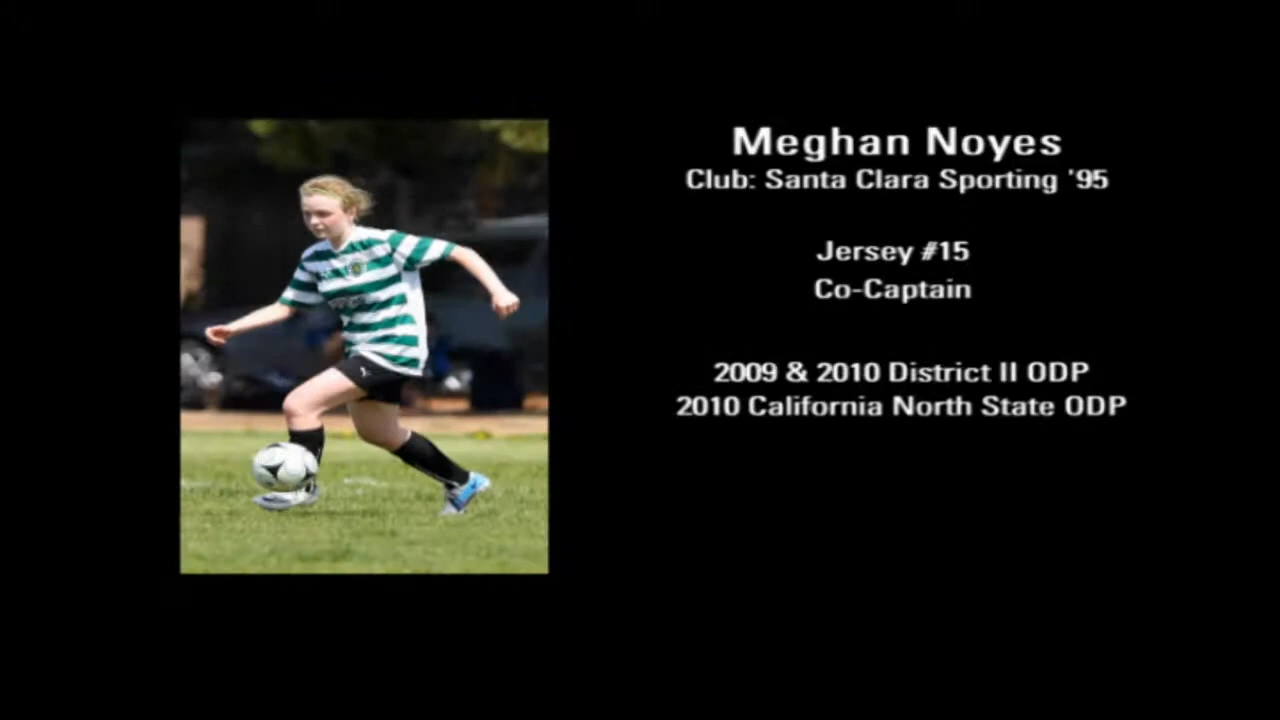 Meghan Noyes
Club: Santa Clara Sporting '95
Jersey #15
Co-Captain
2009 & 2010 District II ODP
2010 California North State ODP